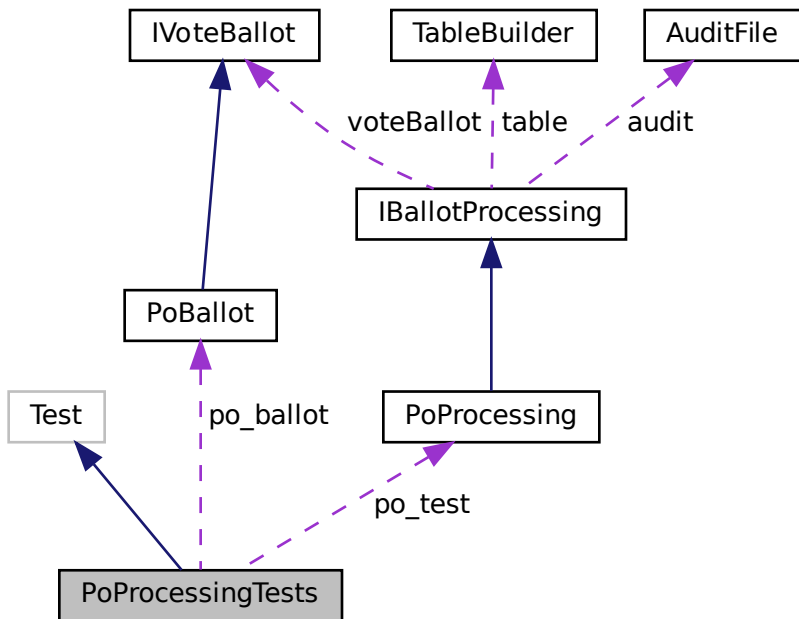 IVoteBallot
TableBuilder
AuditFile
voteBallot
table
audit
IBallotProcessing
PoBallot
Test
po_ballot
PoProcessing
po_test
PoProcessingTests